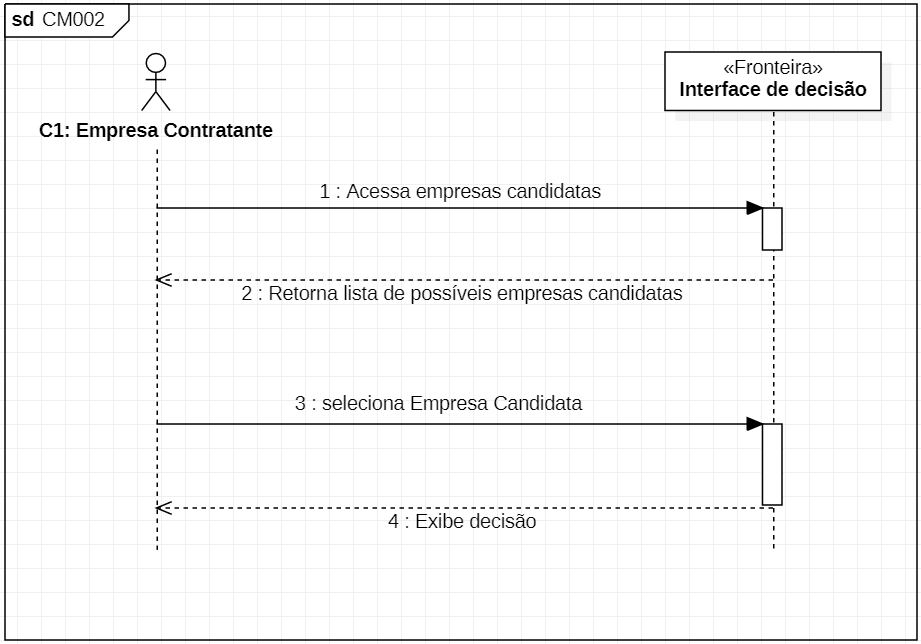 sd CM002
«Fronteira»
Interface de decisão
C1: Empresa Contratante
1 : Acessa empresas candidatas
2 : Retorna lista de possíveis empresas candidatas
3 : seleciona Empresa Candidata
4 : Exibe decisão